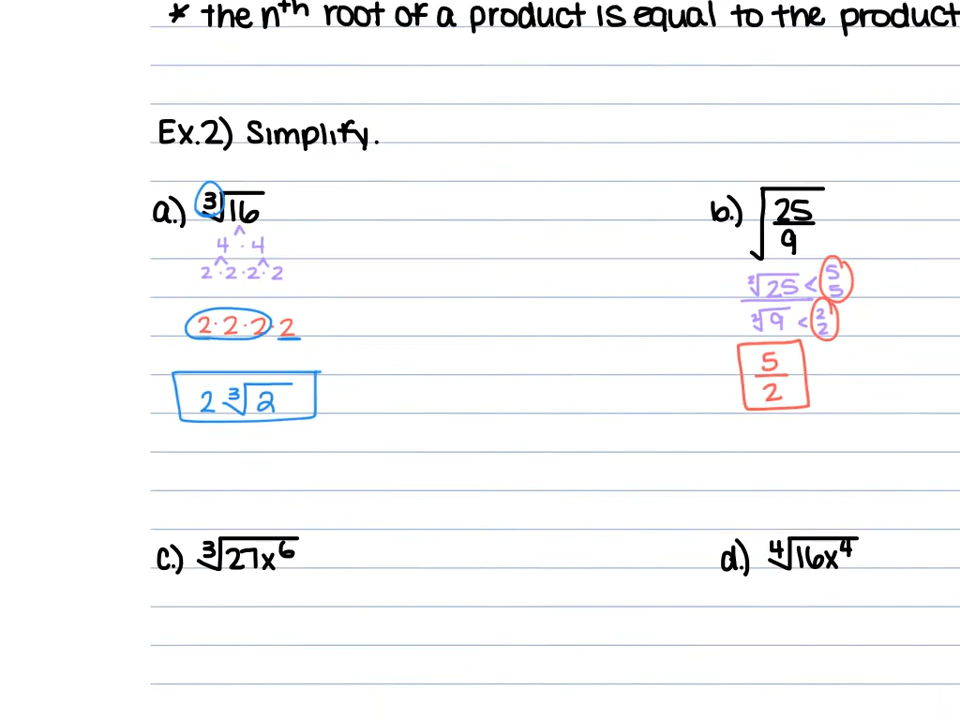 * the nᵗʰ root of a product is equal to the product
Ex.2) Simplify.
a.) ∛16
4 · 4
2 · 2 · 2 · 2
2 · 2 · 2 · 2
2 ∛2
b.) √(25/9)
²√25 < 5 5
²√9 < 2 2
5/2
c.) ∛27x⁶
d.) ∜16x⁴